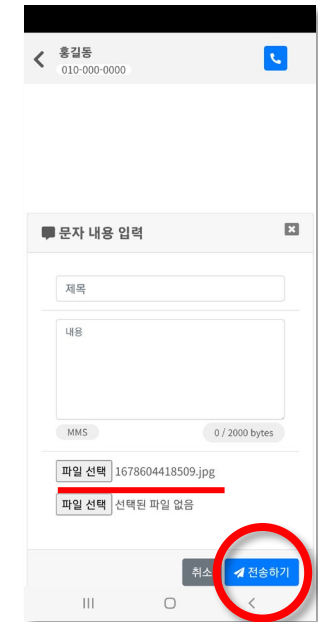 홍길동
010-000-0000
문자 내용 입력
제목
내용
MMS
0 / 2000 bytes
파일 선택 1678604418509.jpg
파일 선택 선택된 파일 없음
취소
전송하기